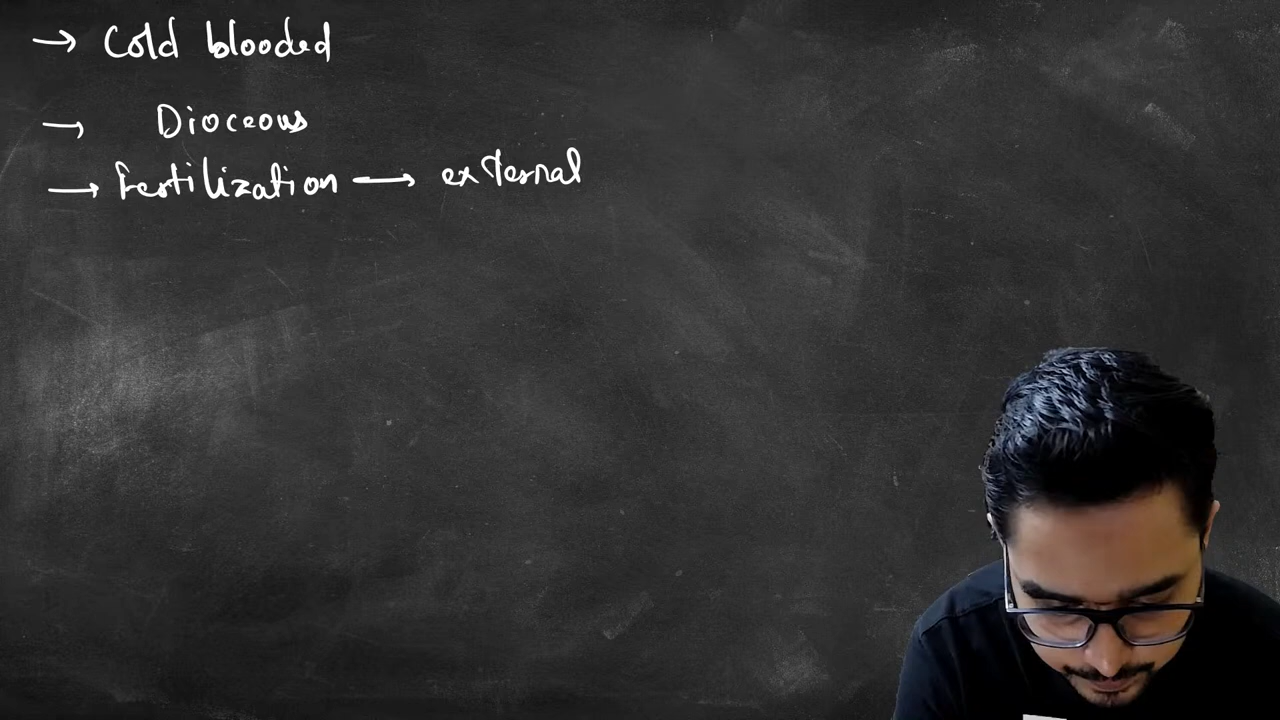 → Cold blooded
→ Dioceous
→ Fertilization → external